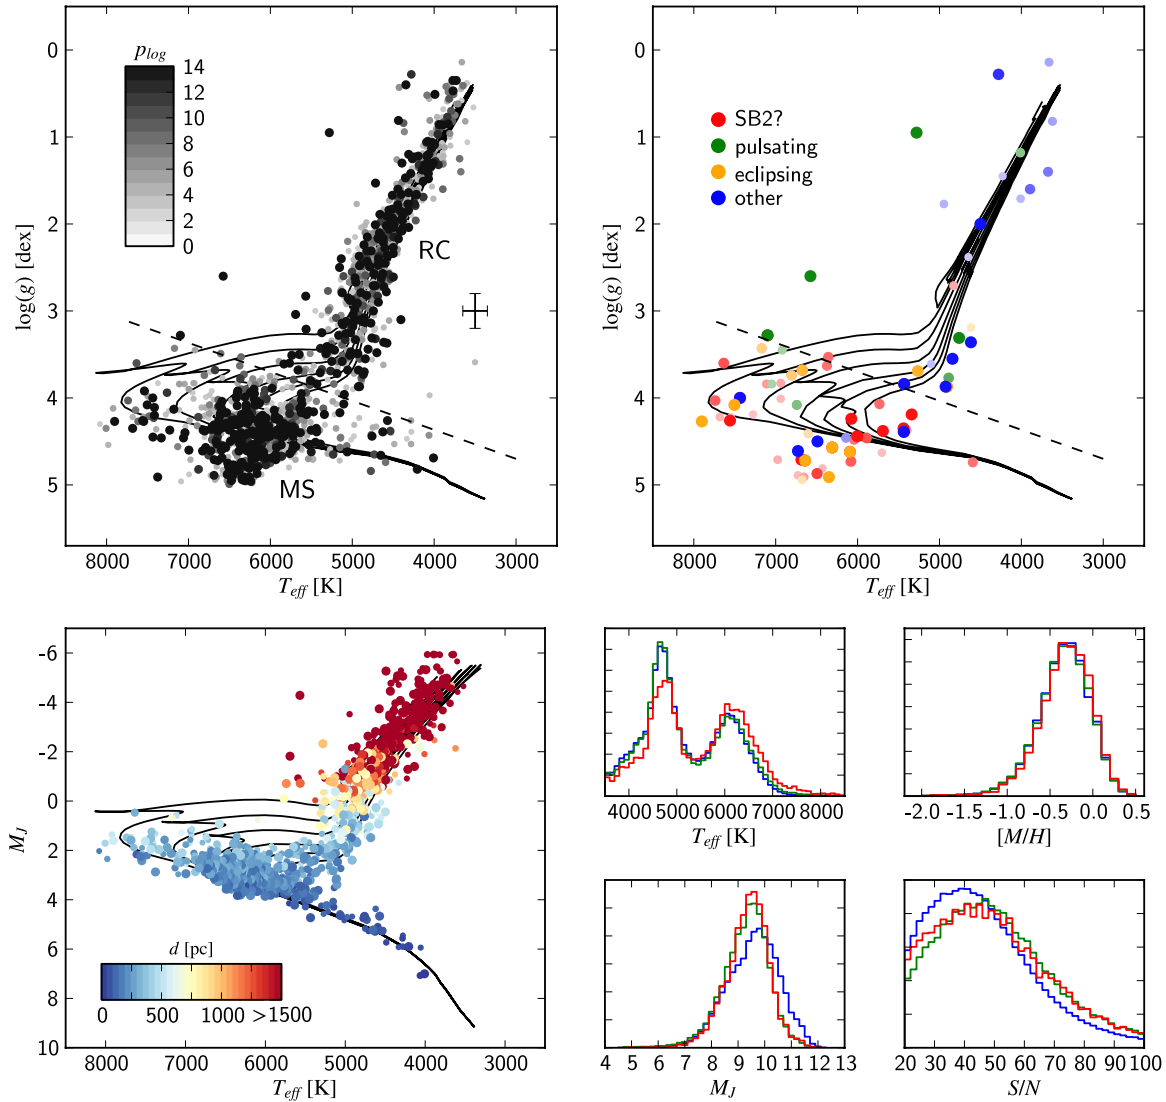 0
1
2
3
4
5
log(g) [dex]
p_log
14
12
10
8
6
4
2
0
RC
MS
8000 7000 6000 5000 4000 3000
T_eff [K]
0
1
2
3
4
5
log(g) [dex]
SB2?
pulsating
eclipsing
other
8000 7000 6000 5000 4000 3000
T_eff [K]
-6
-4
-2
0
2
4
6
8
10
M_J
d [pc]
0 500 1000 >1500
8000 7000 6000 5000 4000 3000
T_eff [K]
4000 5000 6000 7000 8000
T_eff [K]
-2.0 -1.5 -1.0 -0.5 0.0 0.5
[M/H]
4 5 6 7 8 9 10 11 12 13
M_J
20 30 40 50 60 70 80 90 100
S/N